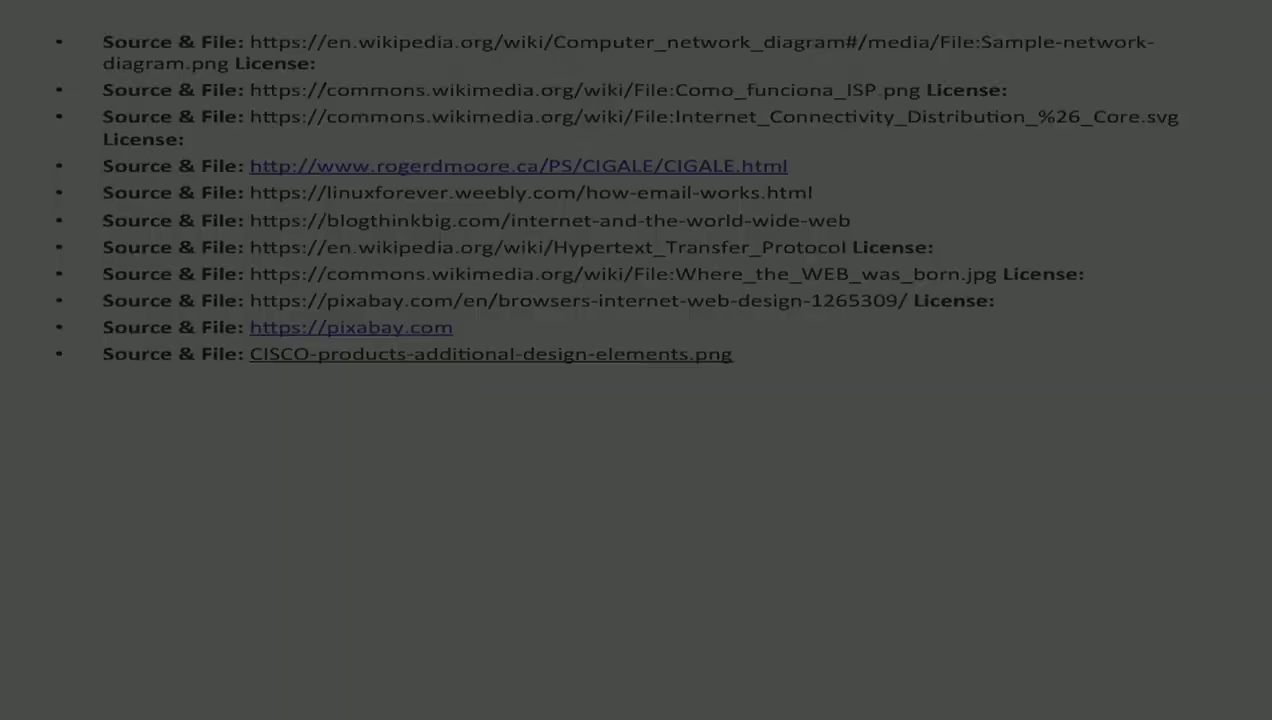 • Source & File: https://en.wikipedia.org/wiki/Computer_network_diagram#/media/File:Sample-network-
diagram.png License:
• Source & File: https://commons.wikimedia.org/wiki/File:Como_funciona_ISP.png License:
• Source & File: https://commons.wikimedia.org/wiki/File:Internet_Connectivity_Distribution_%26_Core.svg
License:
• Source & File: http://www.rogerdmoore.ca/PS/CIGALE/CIGALE.html
• Source & File: https://linuxforever.weebly.com/how-email-works.html
• Source & File: https://blogthinkbig.com/internet-and-the-world-wide-web
• Source & File: https://en.wikipedia.org/wiki/Hypertext_Transfer_Protocol License:
• Source & File: https://commons.wikimedia.org/wiki/File:Where_the_WEB_was_born.jpg License:
• Source & File: https://pixabay.com/en/browsers-internet-web-design-1265309/ License:
• Source & File: https://pixabay.com
• Source & File: CISCO-products-additional-design-elements.png